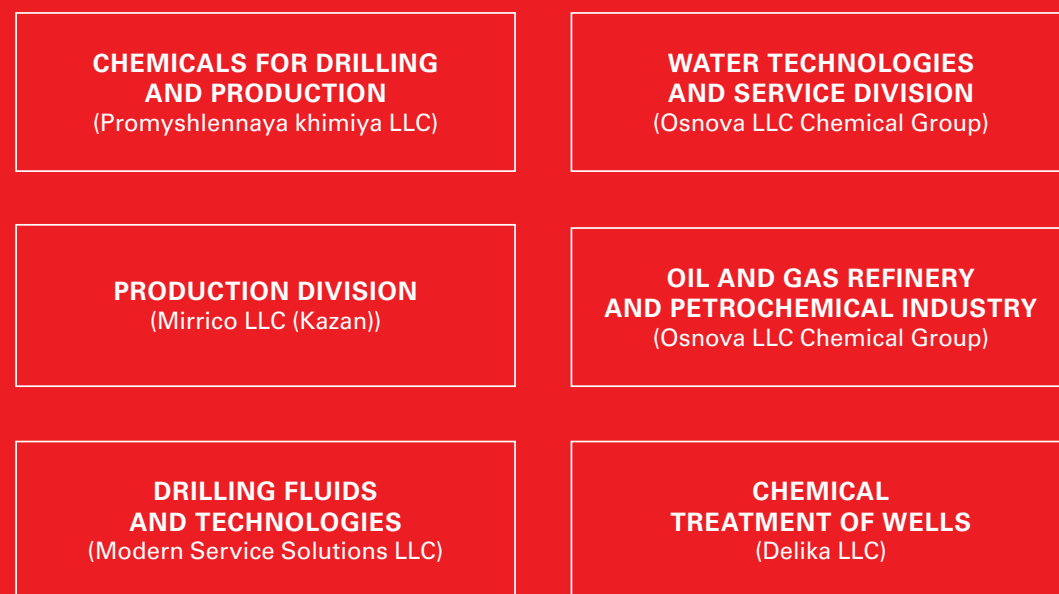 CHEMICALS FOR DRILLING
AND PRODUCTION
(Promyshlennaya khimiya LLC)
WATER TECHNOLOGIES
AND SERVICE DIVISION
(Osnova LLC Chemical Group)
PRODUCTION DIVISION
(Mirrico LLC (Kazan))
OIL AND GAS REFINERY
AND PETROCHEMICAL INDUSTRY
(Osnova LLC Chemical Group)
DRILLING FLUIDS
AND TECHNOLOGIES
(Modern Service Solutions LLC)
CHEMICAL
TREATMENT OF WELLS
(Delika LLC)